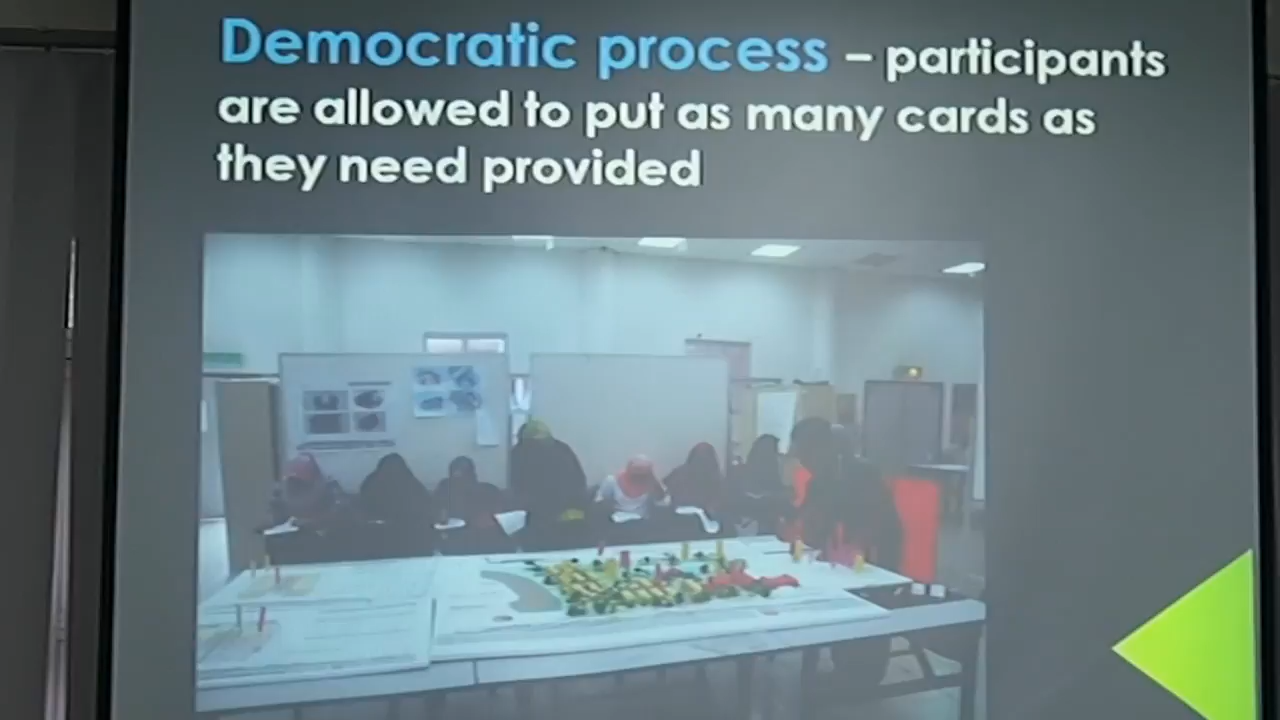 Democratic process – participants
are allowed to put as many cards as
they need provided